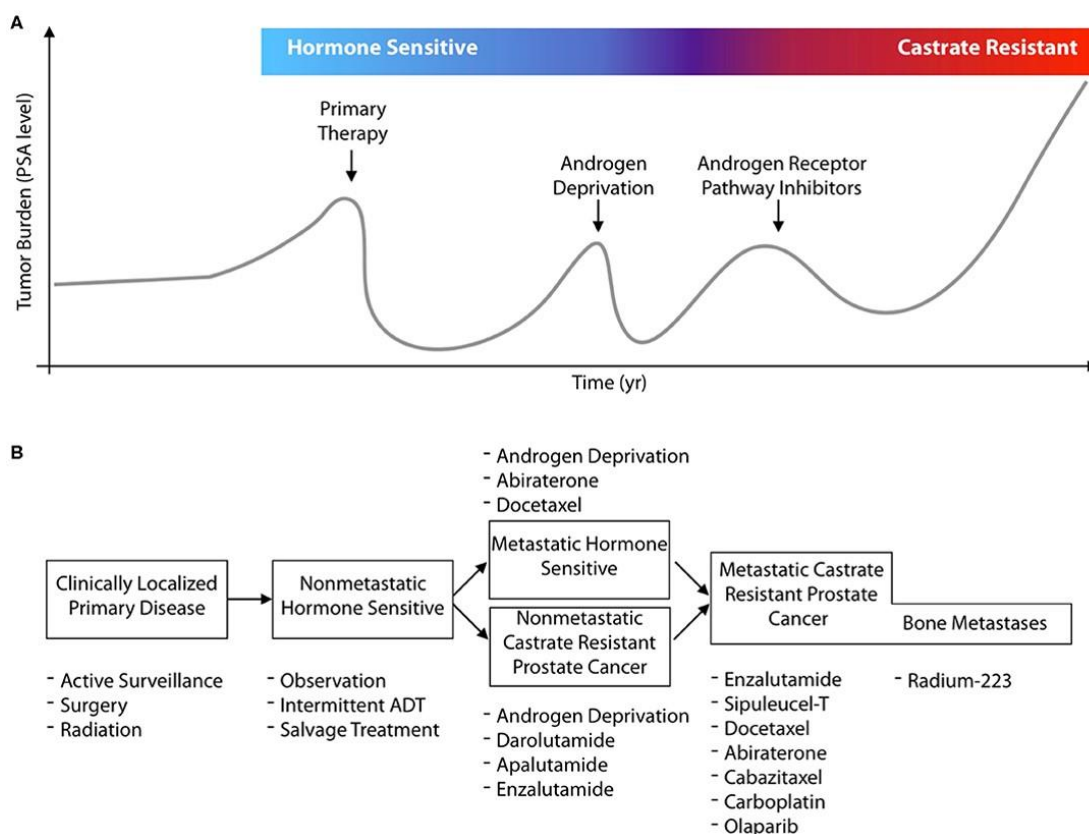 A
Hormone Sensitive
Castrate Resistant
Tumor Burden (PSA level)
Primary
Therapy
Androgen
Deprivation
Androgen Receptor
Pathway Inhibitors
Time (yr)
B
- Androgen Deprivation
- Abiraterone
- Docetaxel
Clinically Localized
Primary Disease
Nonmetastatic
Hormone Sensitive
Metastatic Hormone
Sensitive
Nonmetastatic
Castrate Resistant
Prostate Cancer
Metastatic Castrate
Resistant Prostate
Cancer
Bone Metastases
- Active Surveillance
- Surgery
- Radiation
- Observation
- Intermittent ADT
- Salvage Treatment
- Androgen Deprivation
- Darolutamide
- Apalutamide
- Enzalutamide
- Enzalutamide
- Sipuleucel-T
- Docetaxel
- Abiraterone
- Cabazitaxel
- Carboplatin
- Olaparib
- Radium-223